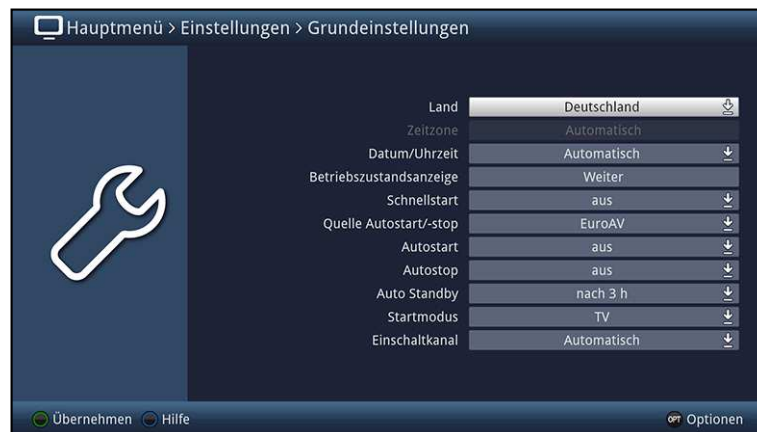 Hauptmenü > Einstellungen > Grundeinstellungen
Land Deutschland
Zeitzone Automatisch
Datum/Uhrzeit Automatisch
Betriebszustandsanzeige Weiter
Schnellstart aus
Quelle Autostart/-stop EuroAV
Autostart aus
Autostop aus
Auto Standby nach 3 h
Startmodus TV
Einschaltkanal Automatisch
Übernehmen Hilfe OPT Optionen